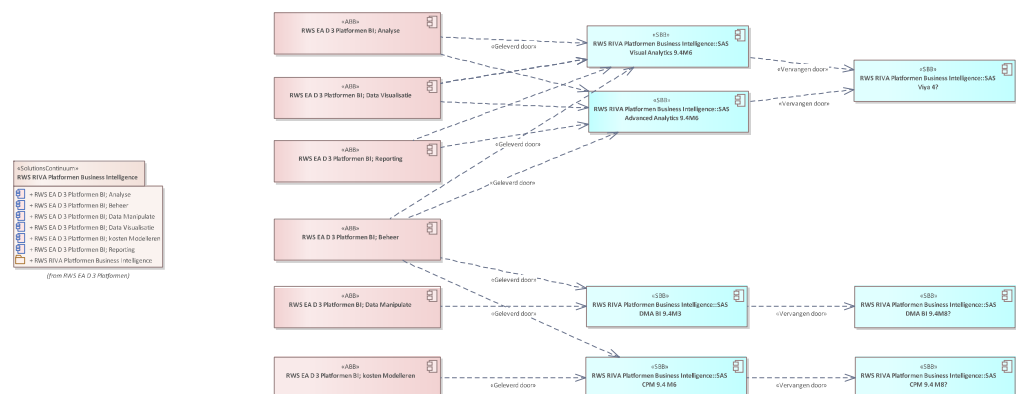 «ABB»
RWS EA D 3 Platformen BI; Analyse
«ABB»
RWS EA D 3 Platformen BI; Data Visualisatie
«ABB»
RWS EA D 3 Platformen BI; Reporting
«SolutionsContinuum»
RWS RIVA Platformen Business Intelligence
+ RWS EA D 3 Platformen BI; Analyse
+ RWS EA D 3 Platformen BI; Beheer
+ RWS EA D 3 Platformen BI; Data Manipulate
+ RWS EA D 3 Platformen BI; Data Visualisatie
+ RWS EA D 3 Platformen BI; kosten Modelleren
+ RWS EA D 3 Platformen BI; Reporting
+ RWS RIVA Platformen Business Intelligence
(from RWS EA D 3 Platformen)
«ABB»
RWS EA D 3 Platformen BI; Beheer
«ABB»
RWS EA D 3 Platformen BI; Data Manipulate
«ABB»
RWS EA D 3 Platformen BI; kosten Modelleren
«Geleverd door»
«Geleverd door»
«Geleverd door»
«Geleverd door»
«Geleverd door»
«Geleverd door»
«SBB»
RWS RIVA Platformen Business Intelligence::SAS
Visual Analytics 9.4M6
«SBB»
RWS RIVA Platformen Business Intelligence::SAS
Advanced Analytics 9.4M6
«SBB»
RWS RIVA Platformen Business Intelligence::SAS
DMA BI 9.4M3
«SBB»
RWS RIVA Platformen Business Intelligence::SAS
CPM 9.4 M6
«Vervangen door»
«Vervangen door»
«Vervangen door»
«Vervangen door»
«SBB»
RWS RIVA Platformen Business Intelligence::SAS
Viya 4?
«SBB»
RWS RIVA Platformen Business Intelligence::SAS
DMA BI 9.4M8?
«SBB»
RWS RIVA Platformen Business Intelligence::SAS
CPM 9.4 M8?